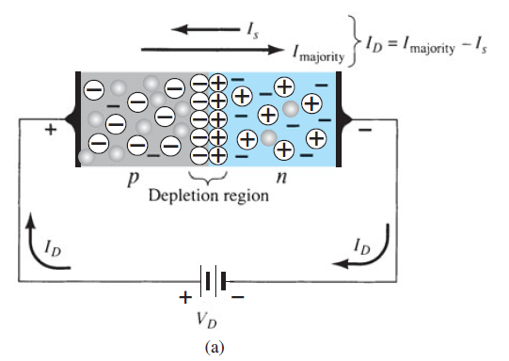 I_s
I_majority
I_D = I_majority − I_s
+
−
p
n
Depletion region
I_D
I_D
+
−
V_D
(a)